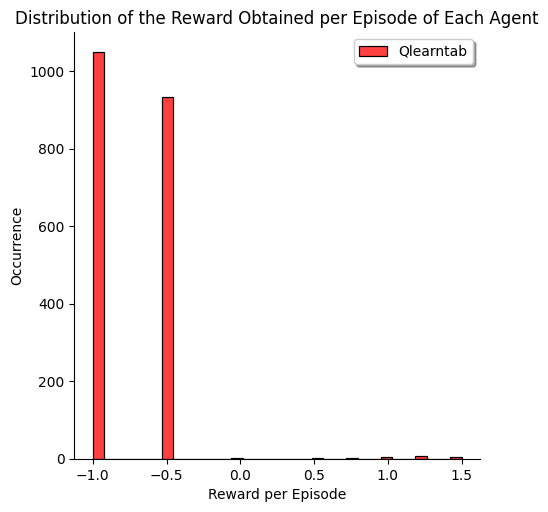 Distribution of the Reward Obtained per Episode of Each Agent
Qlearntab
Occurrence
1000
800
600
400
200
0
−1.0 −0.5 0.0 0.5 1.0 1.5
Reward per Episode